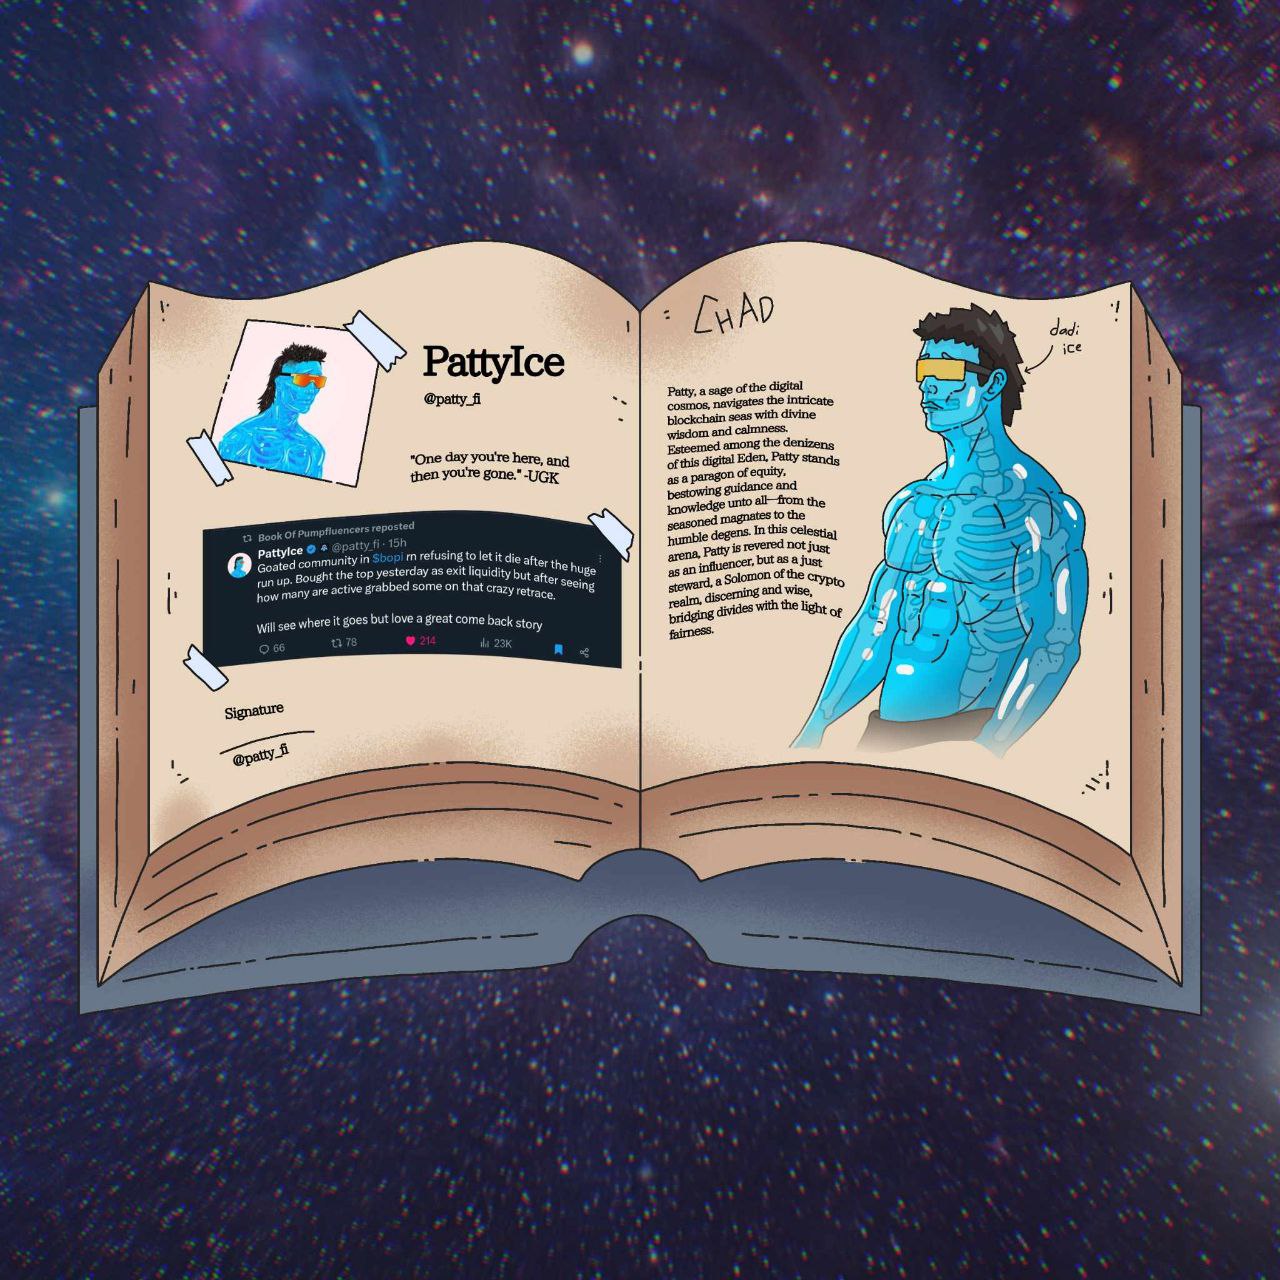 PattyIce
@patty_fi
"One day you're here, and
then you're gone." -UGK
Book Of Pumpfluencers reposted
PattyIce @patty_fi · 15h
Goated community in $bopi rn refusing to let it die after the huge
run up. Bought the top yesterday as exit liquidity but after seeing
how many are active grabbed some on that crazy retrace.
Will see where it goes but love a great come back story
66 78 214 23K
Signature
@patty_fi
CHAD
Patty, a sage of the digital
cosmos, navigates the intricate
blockchain seas with divine
wisdom and calmness.
Esteemed among the denizens
of this digital Eden, Patty stands
as a paragon of equity,
bestowing guidance and
knowledge unto all—from the
seasoned magnates to the
humble degens. In this celestial
arena, Patty is revered not just
as an influencer, but as a just
steward, a Solomon of the crypto
realm, discerning and wise,
bridging divides with the light of
fairness.
dadi
ice